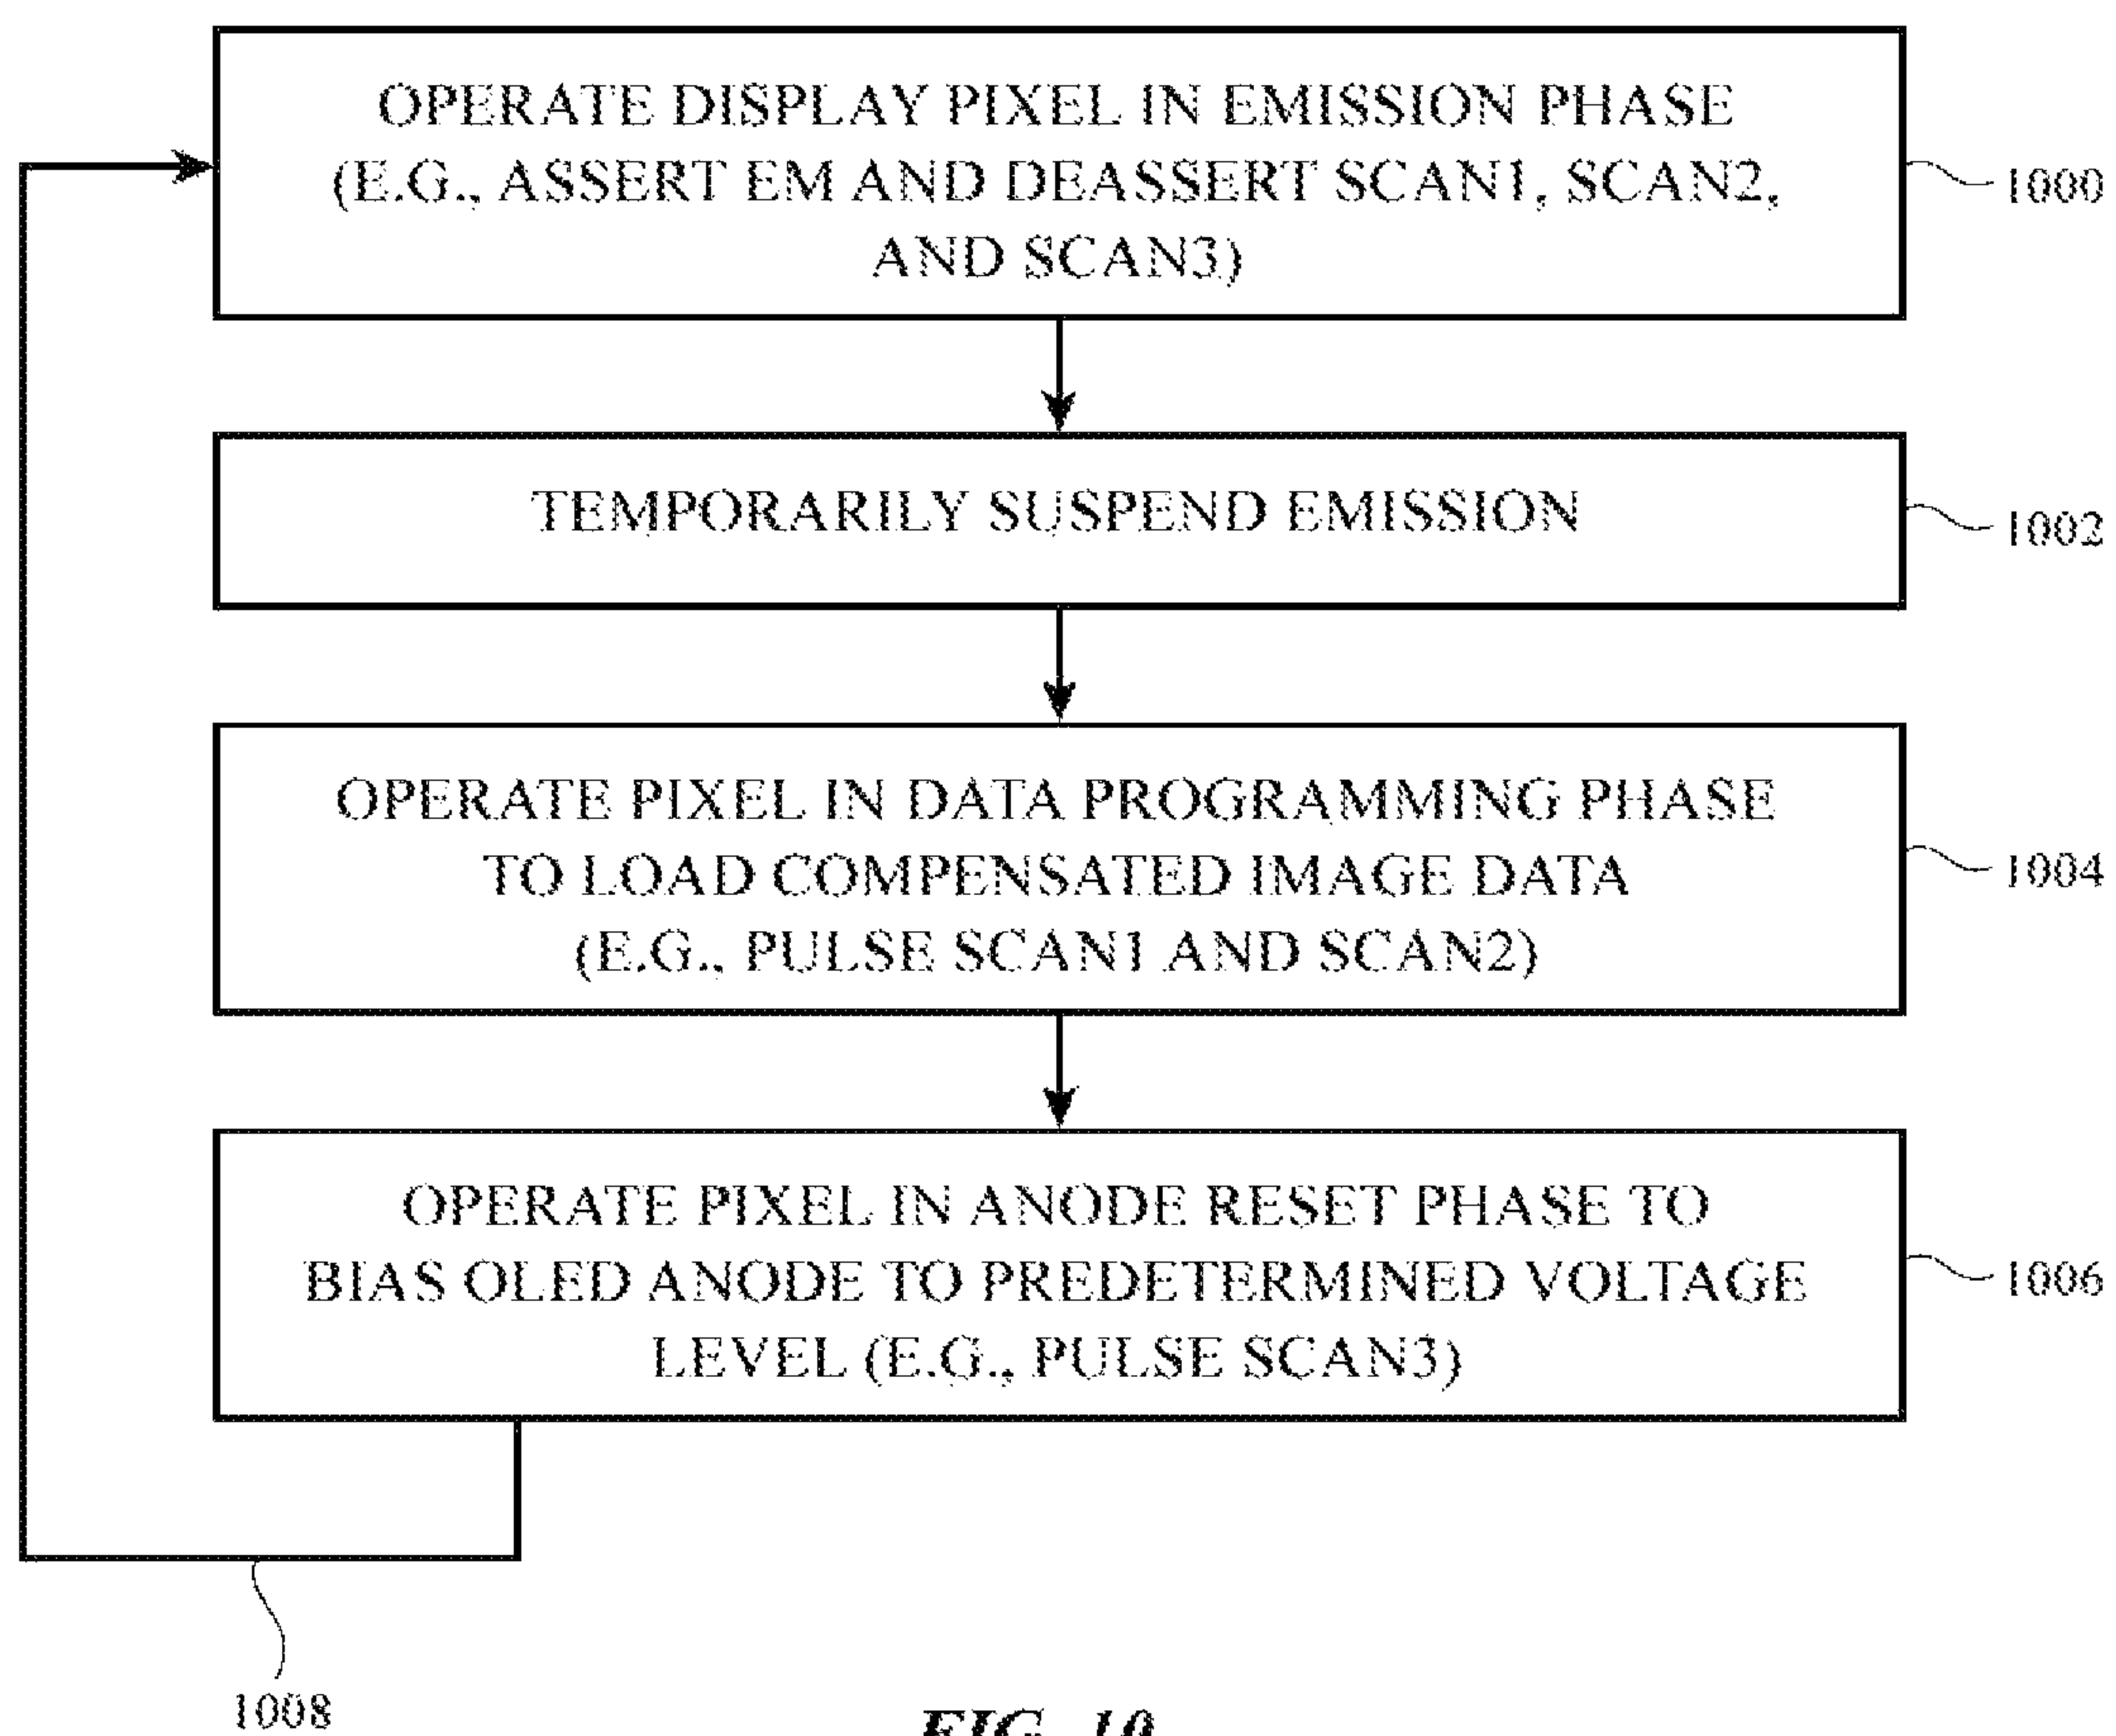 OPERATE DISPLAY PIXEL IN EMISSION PHASE
(E.G., ASSERT EM AND DEASSERT SCAN1, SCAN2,
AND SCAN3)
1000
TEMPORARILY SUSPEND EMISSION
1002
OPERATE PIXEL IN DATA PROGRAMMING PHASE
TO LOAD COMPENSATED IMAGE DATA
(E.G., PULSE SCAN1 AND SCAN2)
1004
OPERATE PIXEL IN ANODE RESET PHASE TO
BIAS OLED ANODE TO PREDETERMINED VOLTAGE
LEVEL (E.G., PULSE SCAN3)
1006
1008
FIG. 10